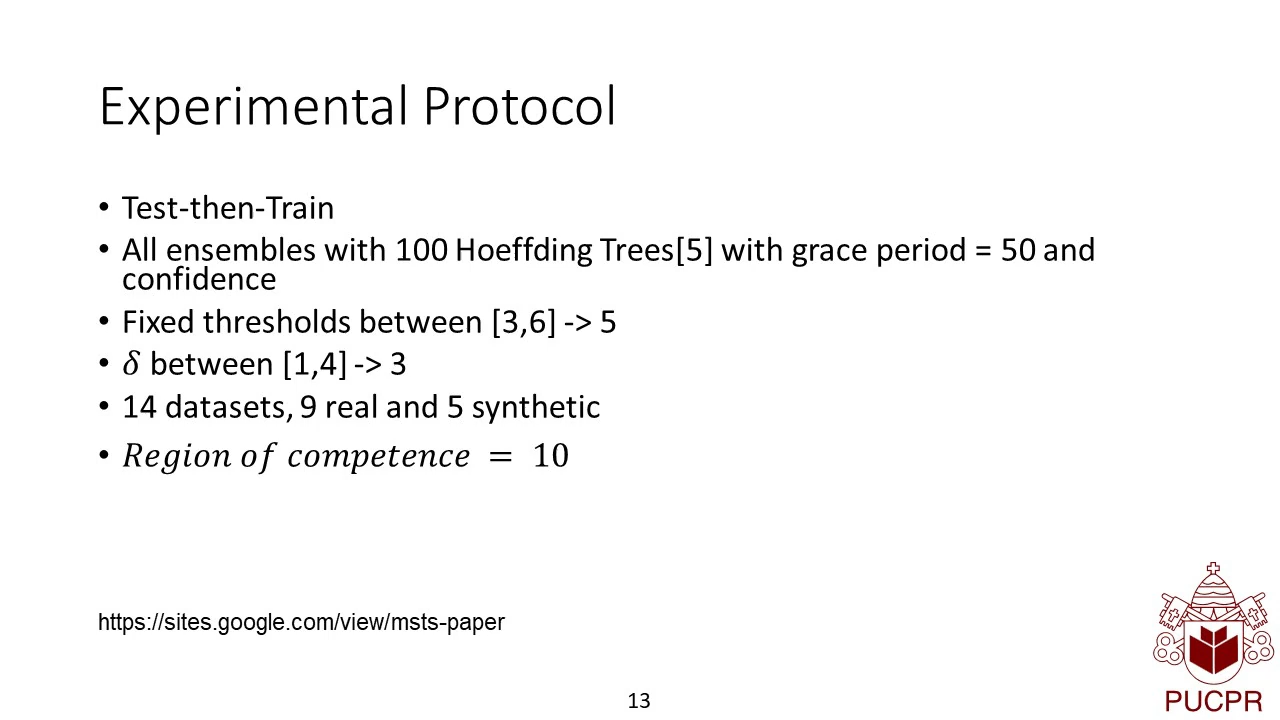 Experimental Protocol
• Test-then-Train
• All ensembles with 100 Hoeffding Trees[5] with grace period = 50 and
confidence
• Fixed thresholds between [3,6] -> 5
• 𝛿 between [1,4] -> 3
• 14 datasets, 9 real and 5 synthetic
• Region of competence = 10
https://sites.google.com/view/msts-paper
13
PUCPR